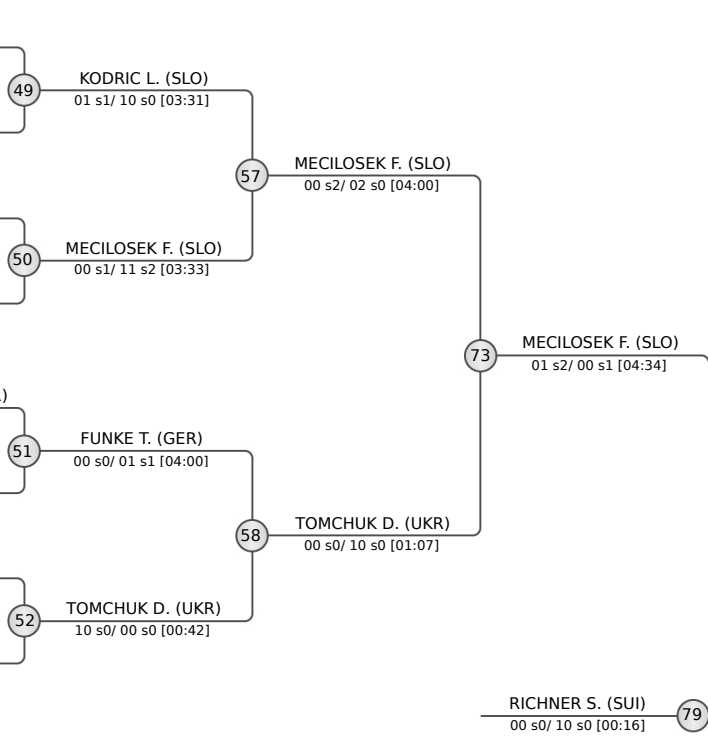 KODRIC L. (SLO)
49
01 s1/ 10 s0 [03:31]
MECILOSEK F. (SLO)
57
00 s2/ 02 s0 [04:00]
MECILOSEK F. (SLO)
50
00 s1/ 11 s2 [03:33]
MECILOSEK F. (SLO)
73
01 s2/ 00 s1 [04:34]
)
FUNKE T. (GER)
51
00 s0/ 01 s1 [04:00]
TOMCHUK D. (UKR)
58
00 s0/ 10 s0 [01:07]
TOMCHUK D. (UKR)
52
10 s0/ 00 s0 [00:42]
RICHNER S. (SUI)
79
00 s0/ 10 s0 [00:16]